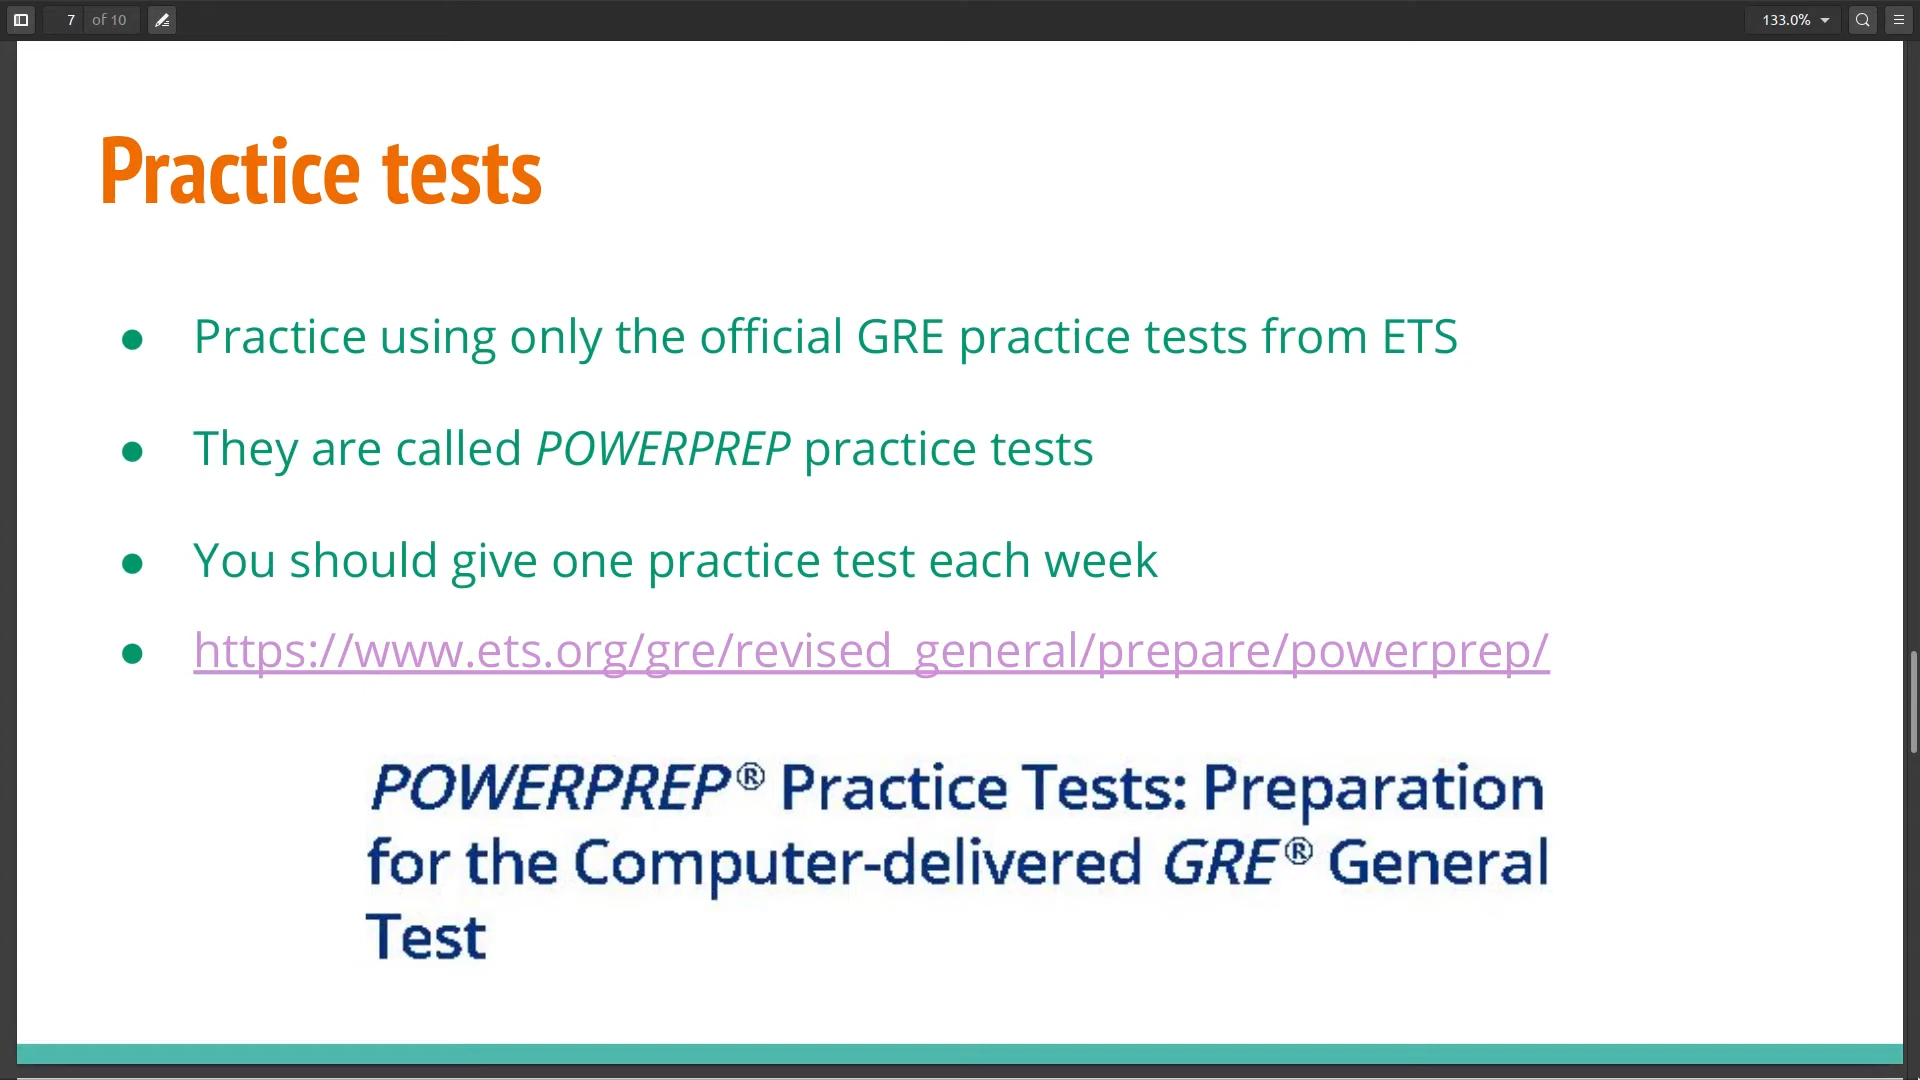 7 of 10 133.0%
Practice tests
● Practice using only the official GRE practice tests from ETS
● They are called POWERPREP practice tests
● You should give one practice test each week
● https://www.ets.org/gre/revised_general/prepare/powerprep/
POWERPREP® Practice Tests: Preparation
for the Computer-delivered GRE® General
Test